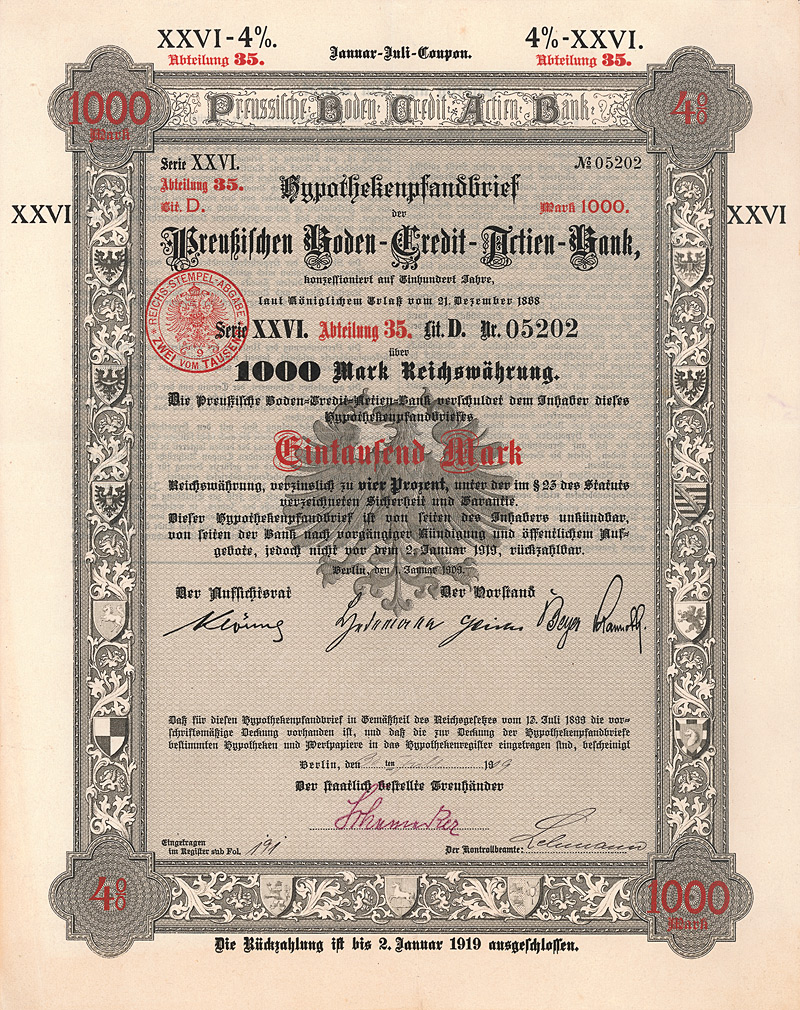 XXVI-4%.
Abteilung 35.
Januar-Juli-Coupon.
4%-XXVI.
Abteilung 35.
1000
Mark
Preussische Boden Credit Actien Bank
4%
Serie XXVI.
№ 05202
Abteilung 35.
Lit. D.
Mark 1000.
XXVI
XXVI
Hypothekenpfandbrief
der
Preußischen Boden-Credit-Actien-Bank,
konzessioniert auf Einhundert Jahre,
laut Königlichem Erlaß vom 21. Dezember 1868
REICHS-STEMPEL-ABGABE
ZWEI VOM TAUSEND
9
Serie XXVI. Abteilung 35. Lit. D. Nr. 05202
über
1000 Mark Reichswährung.
Die Preußische Boden-Credit-Actien-Bank verschuldet dem Inhaber dieses
Hypothekenpfandbriefes
Eintausend Mark
Reichswährung, verzinslich zu vier Prozent, unter der im § 23 des Statuts
verzeichneten Sicherheit und Garantie.
Dieser Hypothekenpfandbrief ist von seiten des Inhabers unkündbar,
von seiten der Bank nach vorgängiger Kündigung und öffentlichem Auf-
gebote, jedoch nicht vor dem 2. Januar 1919, rückzahlbar.
Berlin, den 1. Januar 1909.
Der Aufsichtsrat
Der Vorstand
Klönne
Daß für diesen Hypothekenpfandbrief in Gemäßheit des Reichsgesetzes vom 13. Juli 1899 die vor-
schriftsmäßige Deckung vorhanden ist, und daß die zur Deckung der Hypothekenpfandbriefe
bestimmten Hypotheken und Wertpapiere in das Hypothekenregister eingetragen sind, bescheinigt
Berlin, den ten 19
Der staatlich bestellte Treuhänder
Eingetragen
im Register sub Fol. 191
Der Kontrollbeamte: Lehmann
4%
1000
Mark
Die Rückzahlung ist bis 2. Januar 1919 ausgeschlossen.